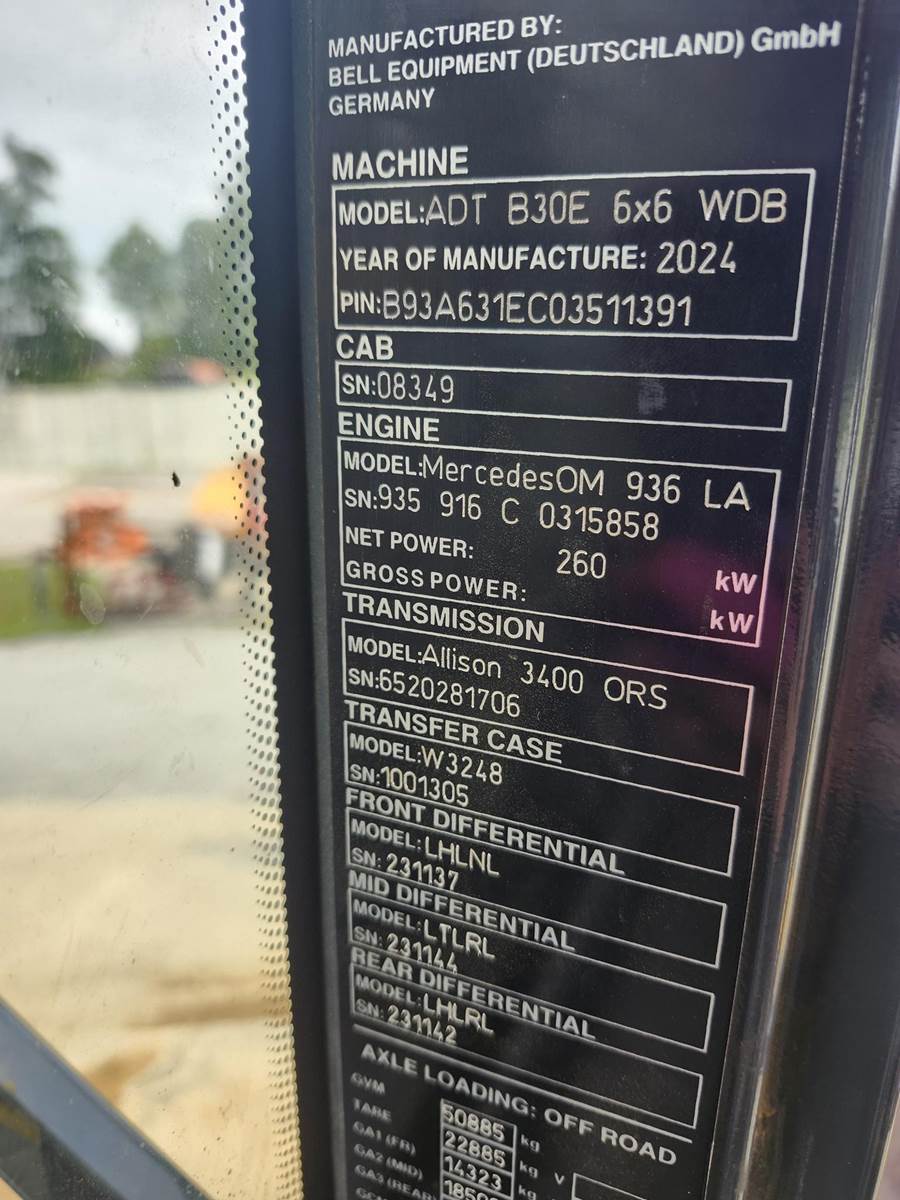 MANUFACTURED BY:
BELL EQUIPMENT (DEUTSCHLAND) GmbH
GERMANY
MACHINE
MODEL:ADT B30E 6x6 WDB
YEAR OF MANUFACTURE: 2024
PIN:B93A631EC03511391
CAB
SN:08349
ENGINE
MODEL:MercedesOM 936 LA
SN:935 916 C 0315858
NET POWER: 260 kW
GROSS POWER: kW
TRANSMISSION
MODEL:Allison 3400 ORS
SN:6520281706
TRANSFER CASE
MODEL:W3248
SN:1001305
FRONT DIFFERENTIAL
MODEL:LHLNL
SN: 231137
MID DIFFERENTIAL
MODEL:LTLRL
SN: 231144
REAR DIFFERENTIAL
MODEL:LHLRL
SN: 231142
AXLE LOADING: OFF ROAD
GVM 50885 kg
TARE 22885 kg V
GA1 (FR) 14323 kg
GA2 (MID)
GA3 (REAR)